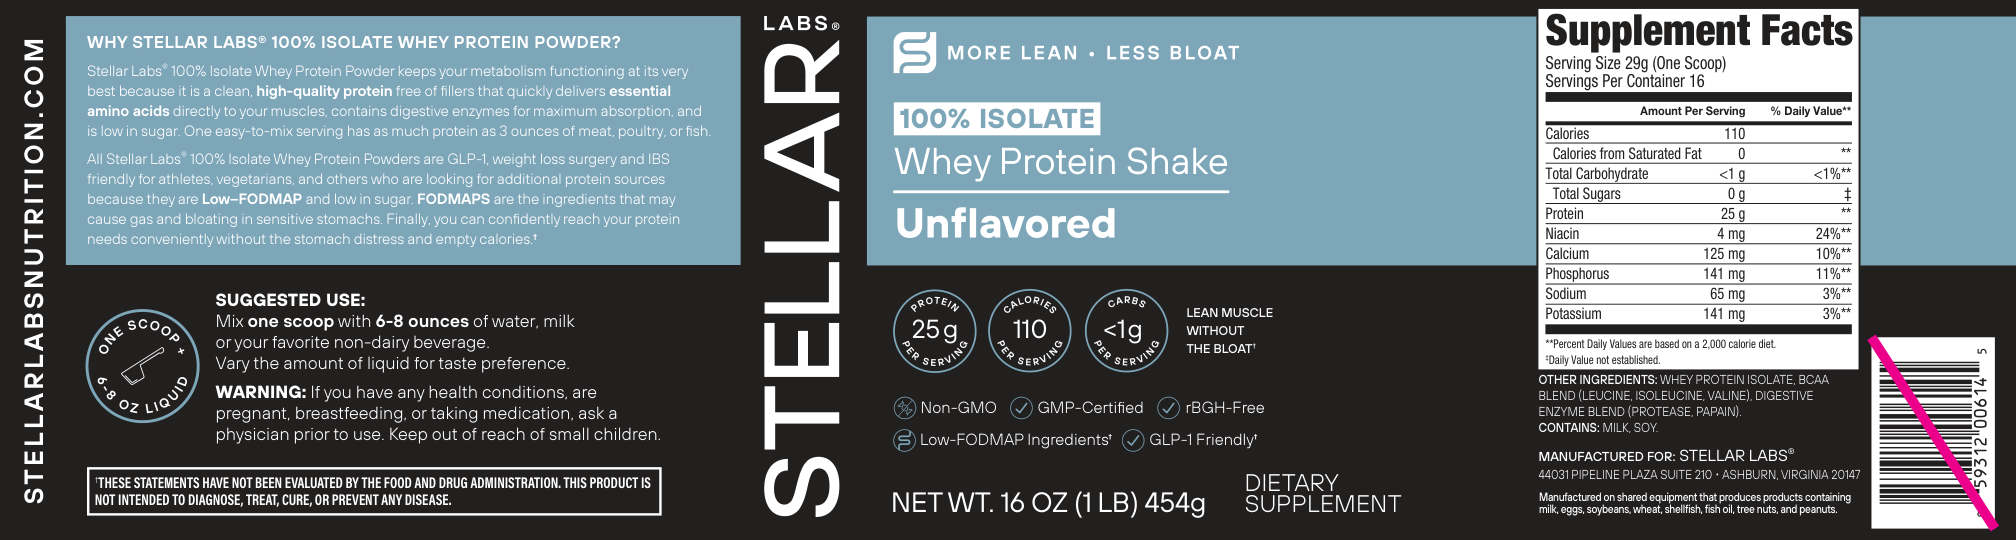 STELLARLABSNUTRITION.COM
WHY STELLAR LABS® 100% ISOLATE WHEY PROTEIN POWDER?
Stellar Labs® 100% Isolate Whey Protein Powder keeps your metabolism functioning at its very
best because it is a clean, high-quality protein free of fillers that quickly delivers essential
amino acids directly to your muscles, contains digestive enzymes for maximum absorption, and
is low in sugar. One easy-to-mix serving has as much protein as 3 ounces of meat, poultry, or fish.
All Stellar Labs® 100% Isolate Whey Protein Powders are GLP-1, weight loss surgery and IBS
friendly for athletes, vegetarians, and others who are looking for additional protein sources
because they are Low–FODMAP and low in sugar. FODMAPS are the ingredients that may
cause gas and bloating in sensitive stomachs. Finally, you can confidently reach your protein
needs conveniently without the stomach distress and empty calories.†
ONE SCOOP +
6-8 OZ LIQUID
SUGGESTED USE:
Mix one scoop with 6-8 ounces of water, milk
or your favorite non-dairy beverage.
Vary the amount of liquid for taste preference.
WARNING: If you have any health conditions, are
pregnant, breastfeeding, or taking medication, ask a
physician prior to use. Keep out of reach of small children.
†THESE STATEMENTS HAVE NOT BEEN EVALUATED BY THE FOOD AND DRUG ADMINISTRATION. THIS PRODUCT IS
NOT INTENDED TO DIAGNOSE, TREAT, CURE, OR PREVENT ANY DISEASE.
STELLAR
LABS®
MORE LEAN • LESS BLOAT
100% ISOLATE
Whey Protein Shake
Unflavored
PROTEIN
25 g
PER SERVING
CALORIES
110
PER SERVING
CARBS
<1g
PER SERVING
LEAN MUSCLE
WITHOUT
THE BLOAT†
Non-GMO GMP-Certified rBGH-Free
Low-FODMAP Ingredients† GLP-1 Friendly†
NET WT. 16 OZ (1 LB) 454g
DIETARY
SUPPLEMENT
Supplement Facts
Serving Size 29g (One Scoop)
Servings Per Container 16
Amount Per Serving % Daily Value**
Calories 110
Calories from Saturated Fat 0 **
Total Carbohydrate <1 g <1%**
Total Sugars 0 g ‡
Protein 25 g **
Niacin 4 mg 24%**
Calcium 125 mg 10%**
Phosphorus 141 mg 11%**
Sodium 65 mg 3%**
Potassium 141 mg 3%**
**Percent Daily Values are based on a 2,000 calorie diet.
‡Daily Value not established.
OTHER INGREDIENTS: WHEY PROTEIN ISOLATE, BCAA
BLEND (LEUCINE, ISOLEUCINE, VALINE), DIGESTIVE
ENZYME BLEND (PROTEASE, PAPAIN).
CONTAINS: MILK, SOY.
MANUFACTURED FOR: STELLAR LABS®
44031 PIPELINE PLAZA SUITE 210 • ASHBURN, VIRGINIA 20147
Manufactured on shared equipment that produces products containing
milk, eggs, soybeans, wheat, shellfish, fish oil, tree nuts, and peanuts.
59312 00614 5